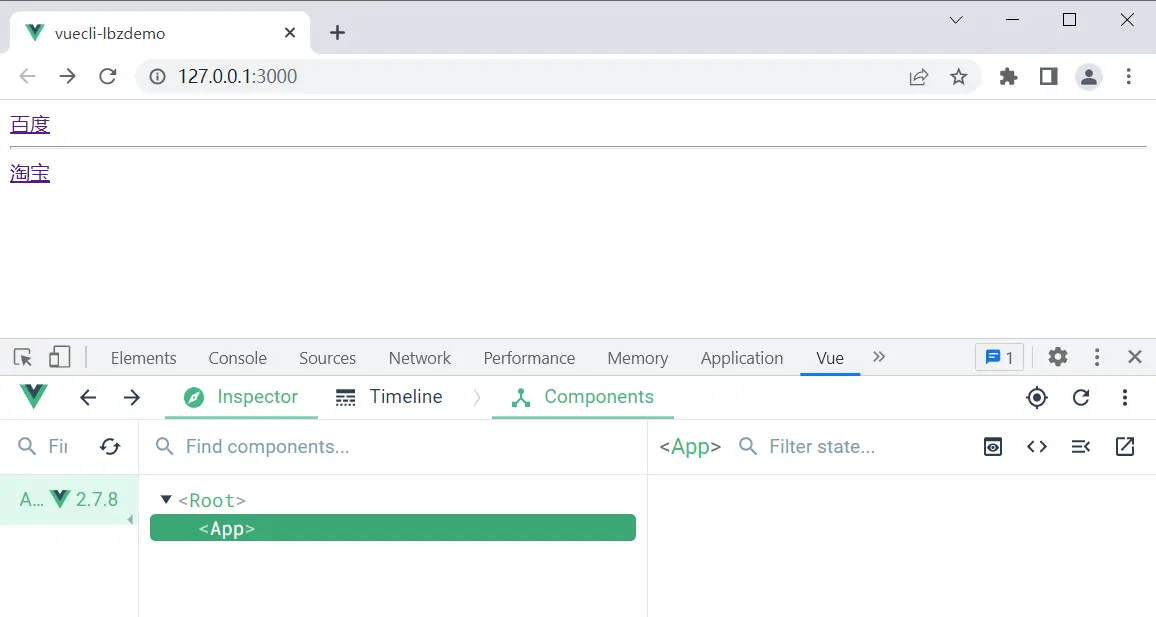 vuecli-lbzdemo
127.0.0.1:3000
百度
淘宝
Elements Console Sources Network Performance Memory Application Vue 1
Inspector Timeline Components
Fi Find components... <App> Filter state...
A... 2.7.8
<Root>
<App>